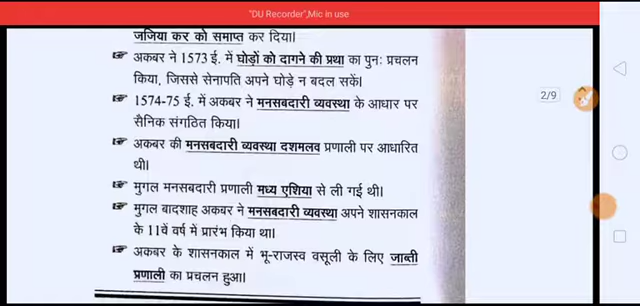 "DU Recorder",Mic in use
जजिया कर को समाप्त कर दिया।
☞ अकबर ने 1573 ई. में घोड़ों को दागने की प्रथा का पुनः प्रचलन
किया, जिससे सेनापति अपने घोड़े न बदल सकें।
2/9
☞ 1574-75 ई. में अकबर ने मनसबदारी व्यवस्था के आधार पर
सैनिक संगठित किया।
☞ अकबर की मनसबदारी व्यवस्था दशमलव प्रणाली पर आधारित
थी।
☞ मुगल मनसबदारी प्रणाली मध्य एशिया से ली गई थी।
☞ मुगल बादशाह अकबर ने मनसबदारी व्यवस्था अपने शासनकाल
के 11वें वर्ष में प्रारंभ किया था।
☞ अकबर के शासनकाल में भू-राजस्व वसूली के लिए जाब्ती
प्रणाली का प्रचलन हुआ।